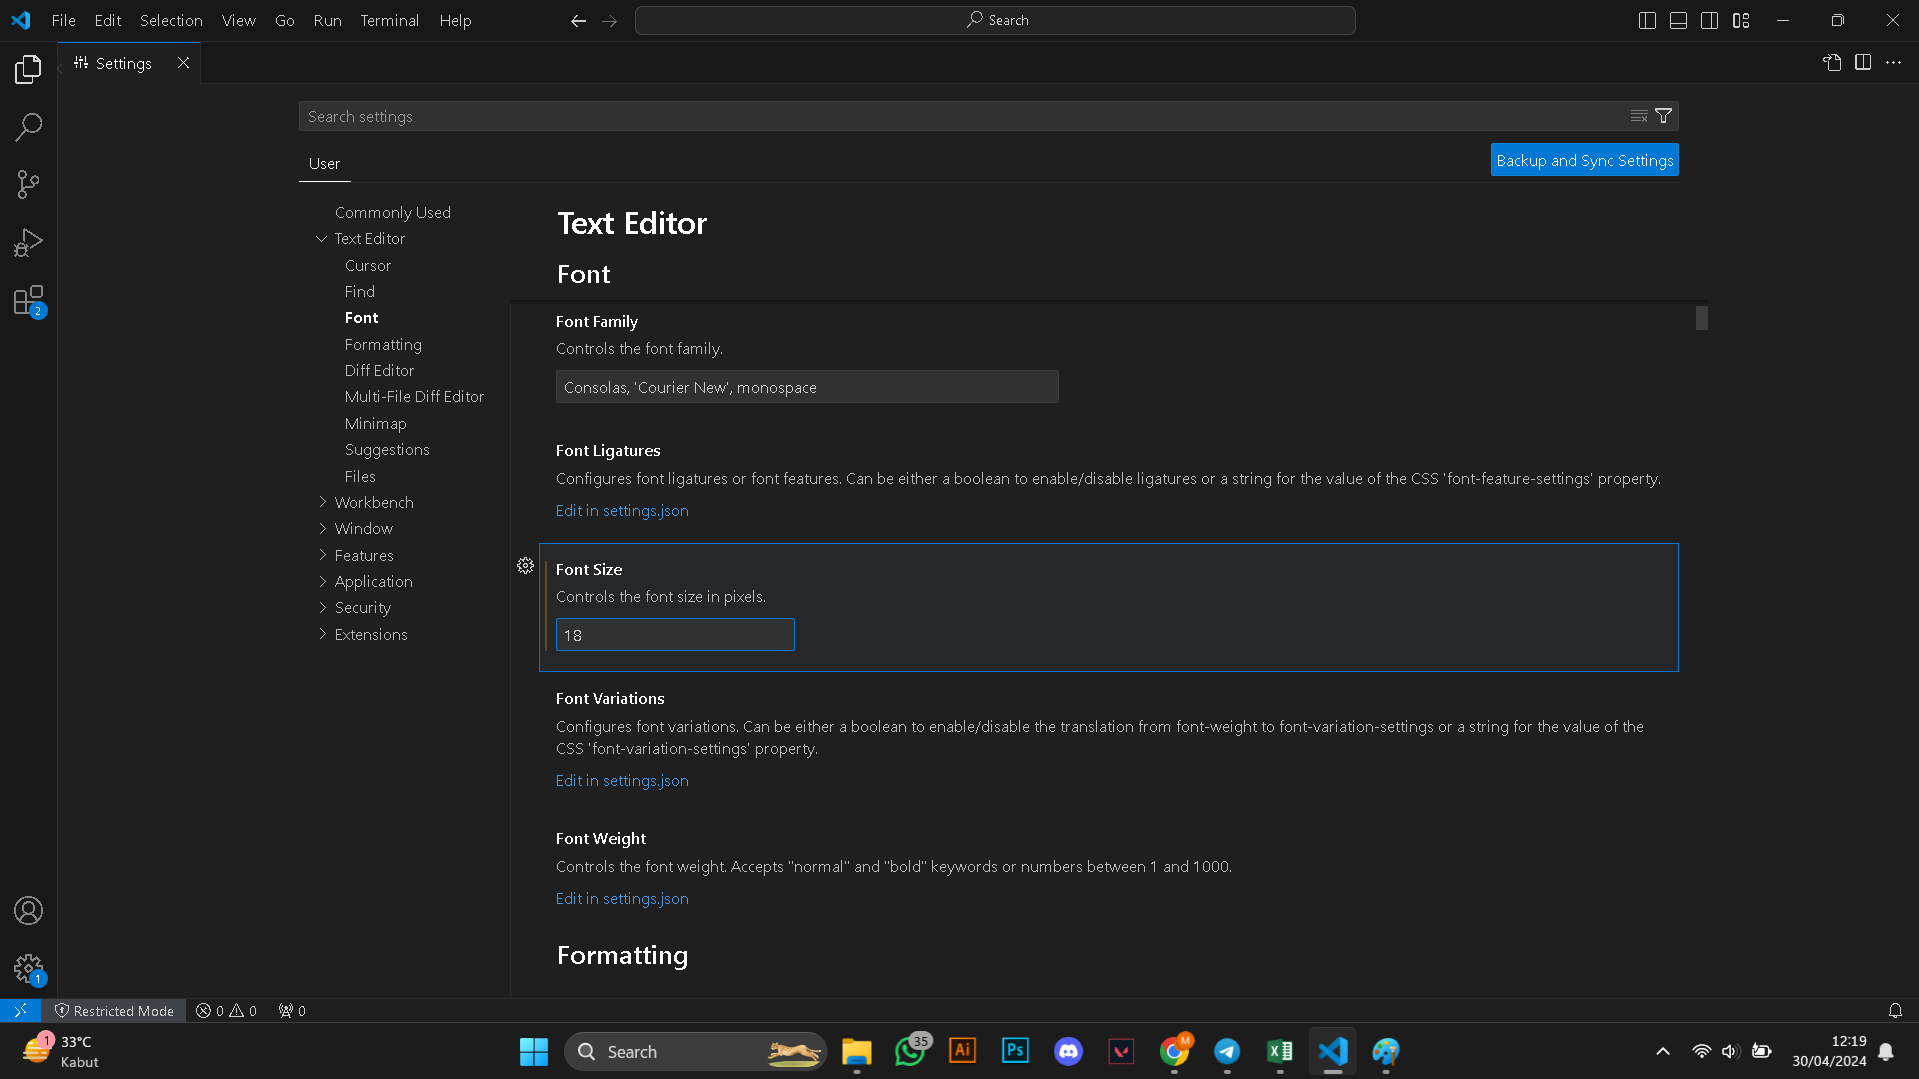 File Edit Selection View Go Run Terminal Help
Search
Settings
Search settings
User
Backup and Sync Settings
Commonly Used
Text Editor
Cursor
Find
Font
Formatting
Diff Editor
Multi-File Diff Editor
Minimap
Suggestions
Files
Workbench
Window
Features
Application
Security
Extensions
Text Editor
Font
Font Family
Controls the font family.
Consolas, 'Courier New', monospace
Font Ligatures
Configures font ligatures or font features. Can be either a boolean to enable/disable ligatures or a string for the value of the CSS 'font-feature-settings' property.
Edit in settings.json
Font Size
Controls the font size in pixels.
18
Font Variations
Configures font variations. Can be either a boolean to enable/disable the translation from font-weight to font-variation-settings or a string for the value of the
CSS 'font-variation-settings' property.
Edit in settings.json
Font Weight
Controls the font weight. Accepts "normal" and "bold" keywords or numbers between 1 and 1000.
Edit in settings.json
Formatting
2
1
Restricted Mode 0 0 0
1
33°C
Kabut
Search
35
Ai
Ps
M
12:19
30/04/2024